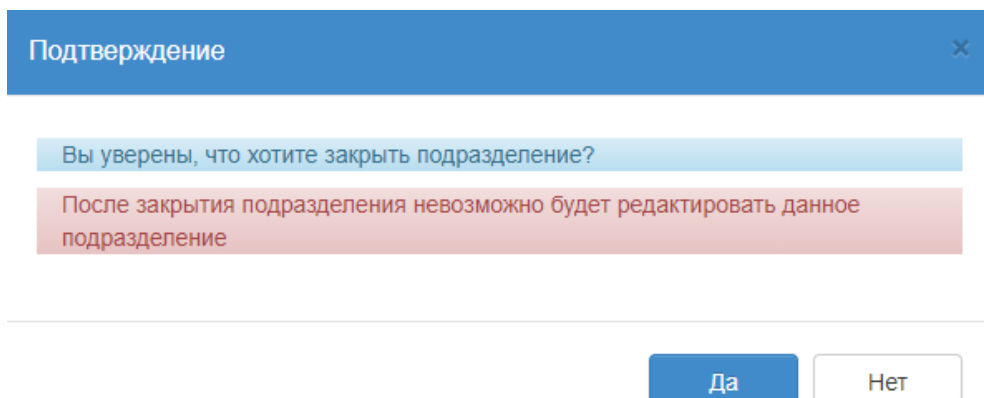 Подтверждение ×
Вы уверены, что хотите закрыть подразделение?
После закрытия подразделения невозможно будет редактировать данное
подразделение
Да Нет